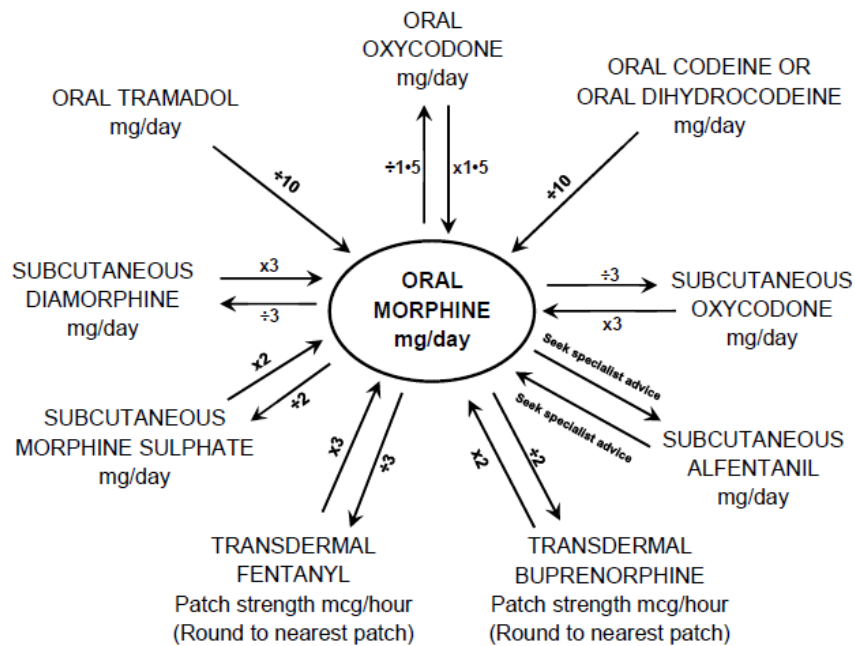 ORAL
OXYCODONE
mg/day
ORAL TRAMADOL
mg/day
ORAL CODEINE OR
ORAL DIHYDROCODEINE
mg/day
÷10
÷1•5
x1•5
÷10
SUBCUTANEOUS
DIAMORPHINE
mg/day
x3
÷3
ORAL
MORPHINE
mg/day
÷3
x3
SUBCUTANEOUS
OXYCODONE
mg/day
x2
÷2
SUBCUTANEOUS
MORPHINE SULPHATE
mg/day
Seek specialist advice
Seek specialist advice
SUBCUTANEOUS
ALFENTANIL
mg/day
x3
÷3
x2
÷2
TRANSDERMAL
FENTANYL
Patch strength mcg/hour
(Round to nearest patch)
TRANSDERMAL
BUPRENORPHINE
Patch strength mcg/hour
(Round to nearest patch)